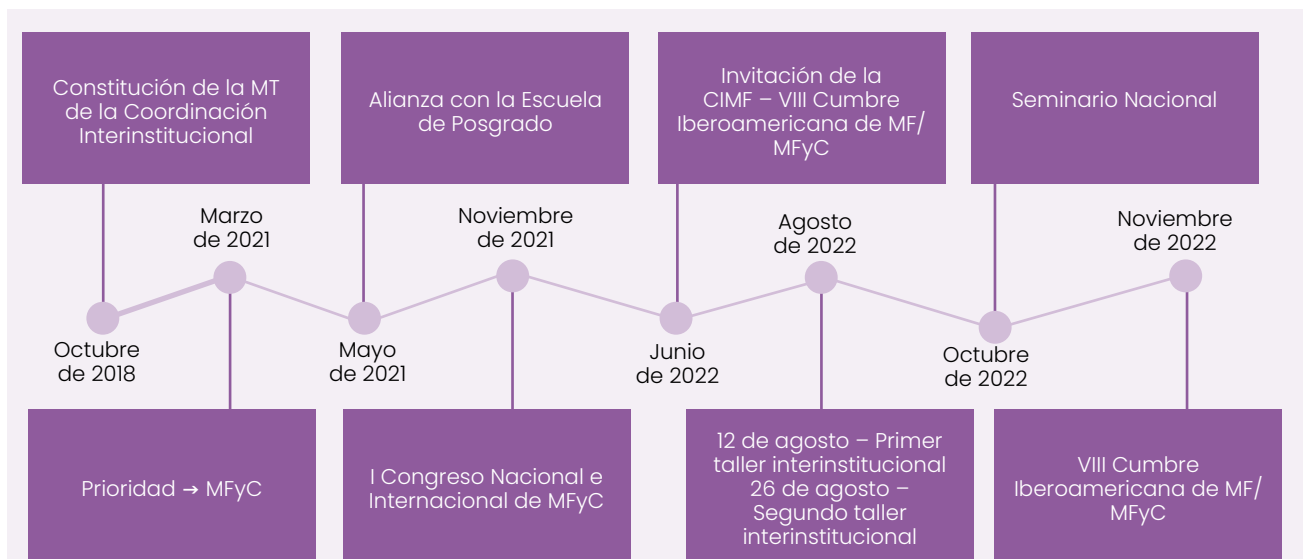 Constitución de la MT
de la Coordinación
Interinstitucional
Alianza con la Escuela
de Posgrado
Invitación de la
CIMF – VIII Cumbre
Iberoamericana de MF/
MFyC
Seminario Nacional
Marzo
de 2021
Noviembre
de 2021
Agosto
de 2022
Noviembre
de 2022
Octubre
de 2018
Mayo
de 2021
Junio
de 2022
Octubre
de 2022
Prioridad → MFyC
I Congreso Nacional e
Internacional de MFyC
12 de agosto – Primer
taller interinstitucional
26 de agosto –
Segundo taller
interinstitucional
VIII Cumbre
Iberoamericana de MF/
MFyC